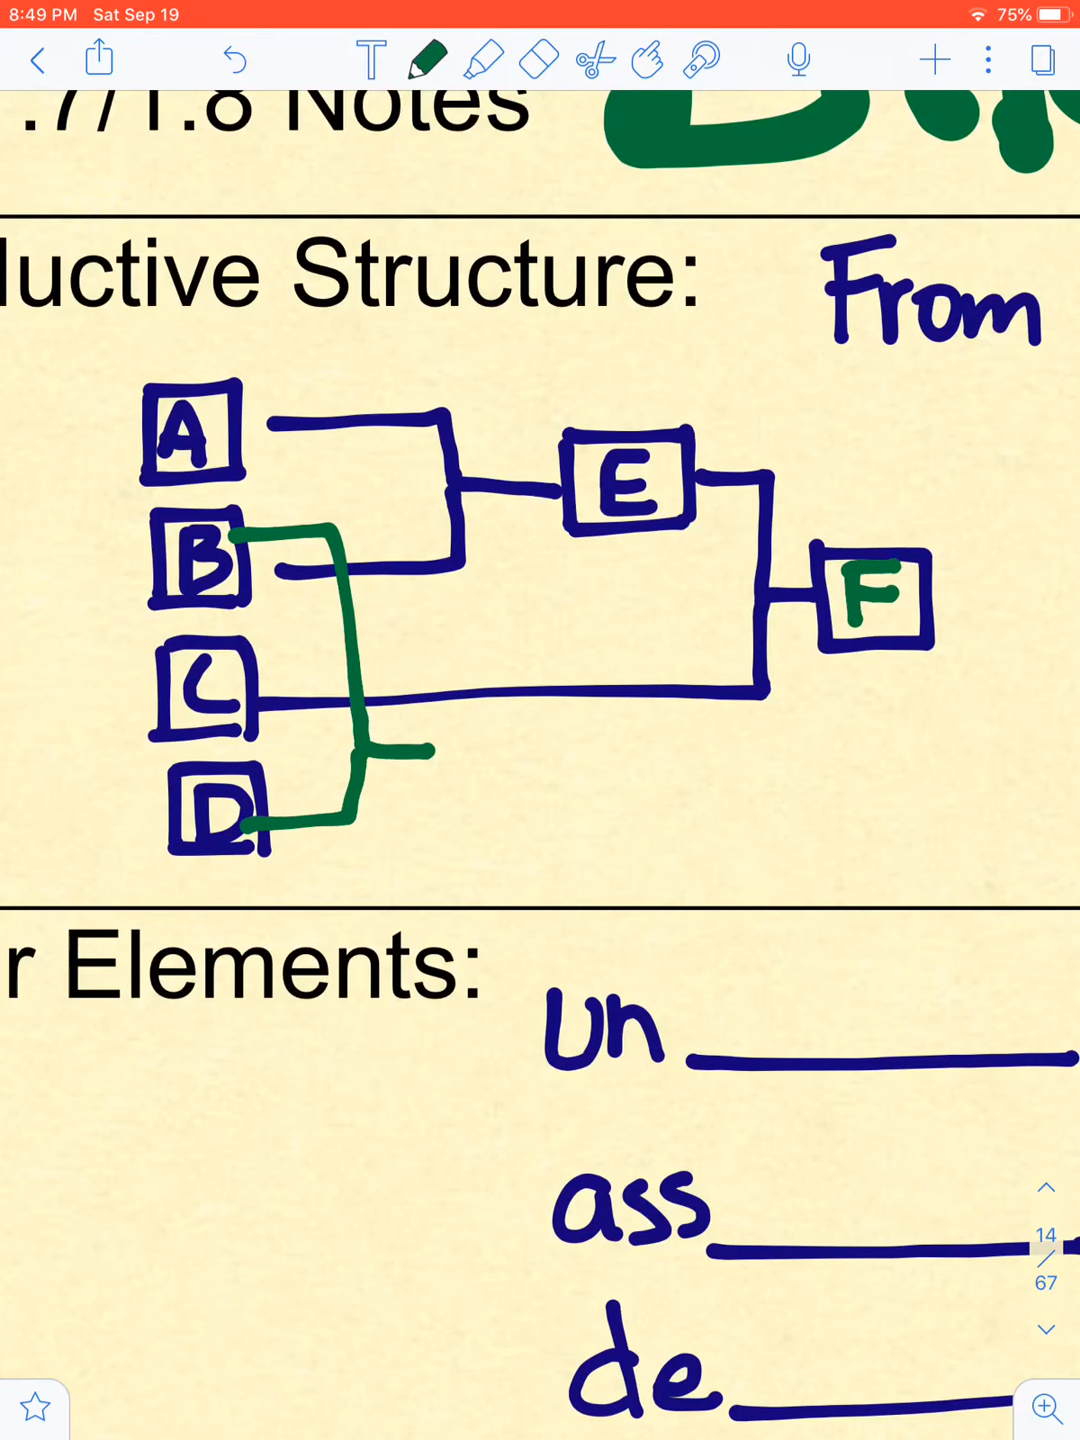 8:49 PM Sat Sep 19 75%
T
.7/1.8 Notes
ductive Structure: From
A
E
B
F
C
D
r Elements:
Un
ass
14
/
67
de